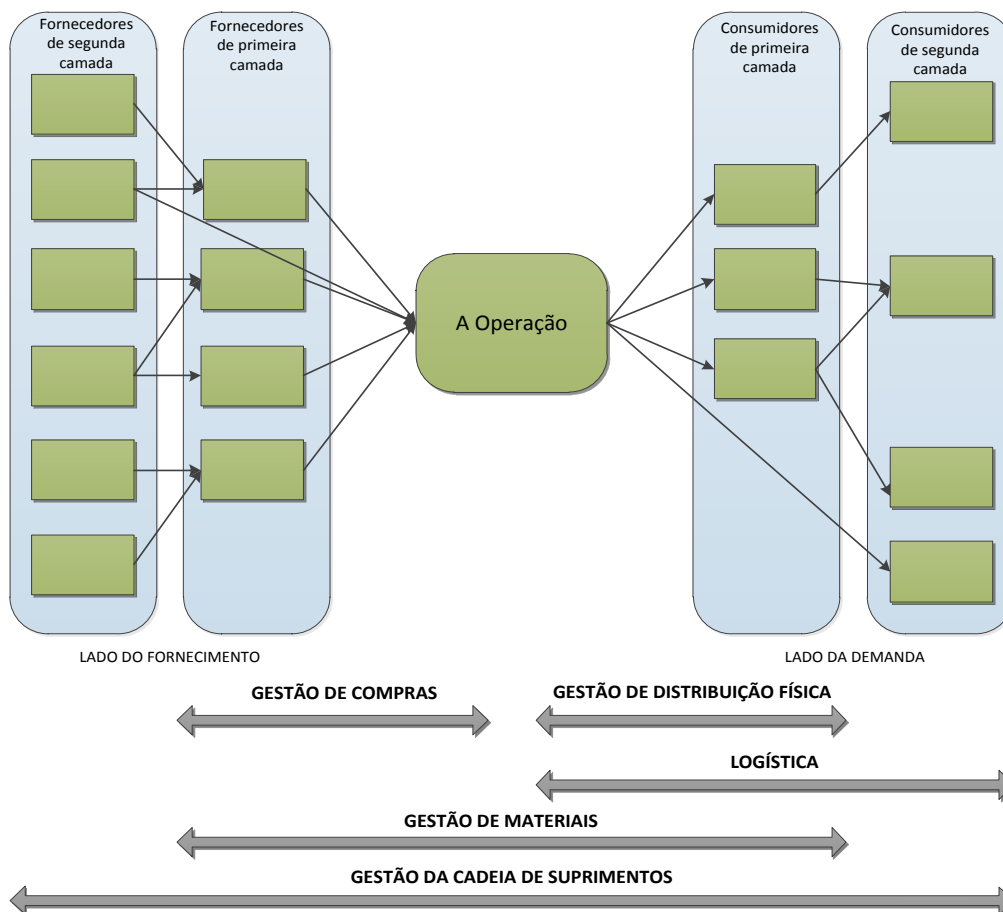 Fornecedores
de segunda
camada
Fornecedores
de primeira
camada
Consumidores
de primeira
camada
Consumidores
de segunda
camada
A Operação
LADO DO FORNECIMENTO
LADO DA DEMANDA
GESTÃO DE COMPRAS
GESTÃO DE DISTRIBUIÇÃO FÍSICA
LOGÍSTICA
GESTÃO DE MATERIAIS
GESTÃO DA CADEIA DE SUPRIMENTOS